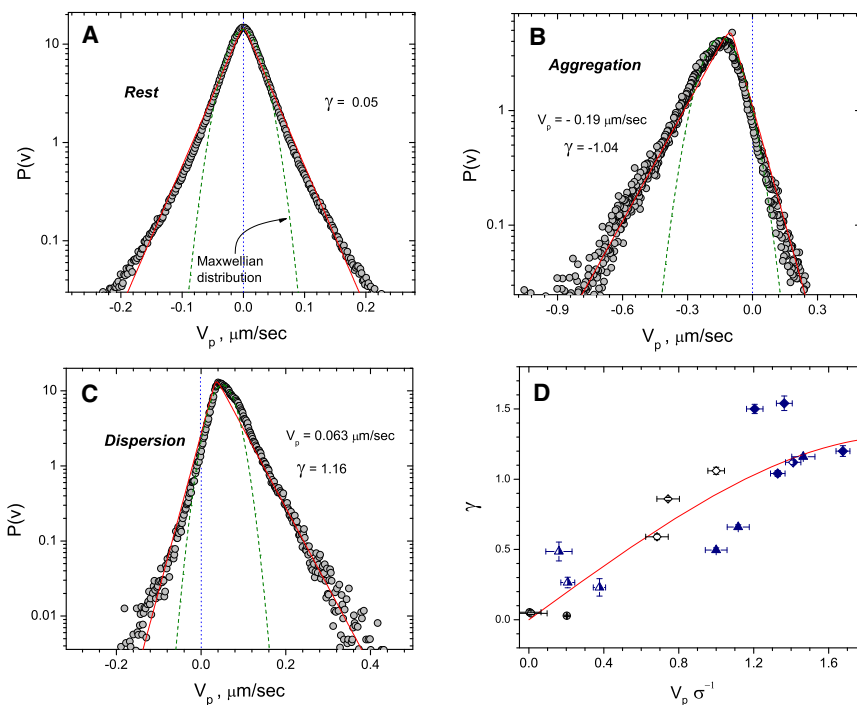 A
Rest
γ = 0.05
Maxwellian
distribution
P(v)
10
1
0.1
-0.2
-0.1
0.0
0.1
0.2
V_p , μm/sec
B
Aggregation
V_p = - 0.19 μm/sec
γ = -1.04
P(v)
1
0.1
-0.9
-0.6
-0.3
0.0
0.3
V_p , μm/sec
C
Dispersion
V_p = 0.063 μm/sec
γ = 1.16
P(v)
10
1
0.1
0.01
-0.2
0.0
0.2
0.4
V_p , μm/sec
D
γ
1.5
1.0
0.5
0.0
0.0
0.4
0.8
1.2
1.6
V_p σ⁻¹